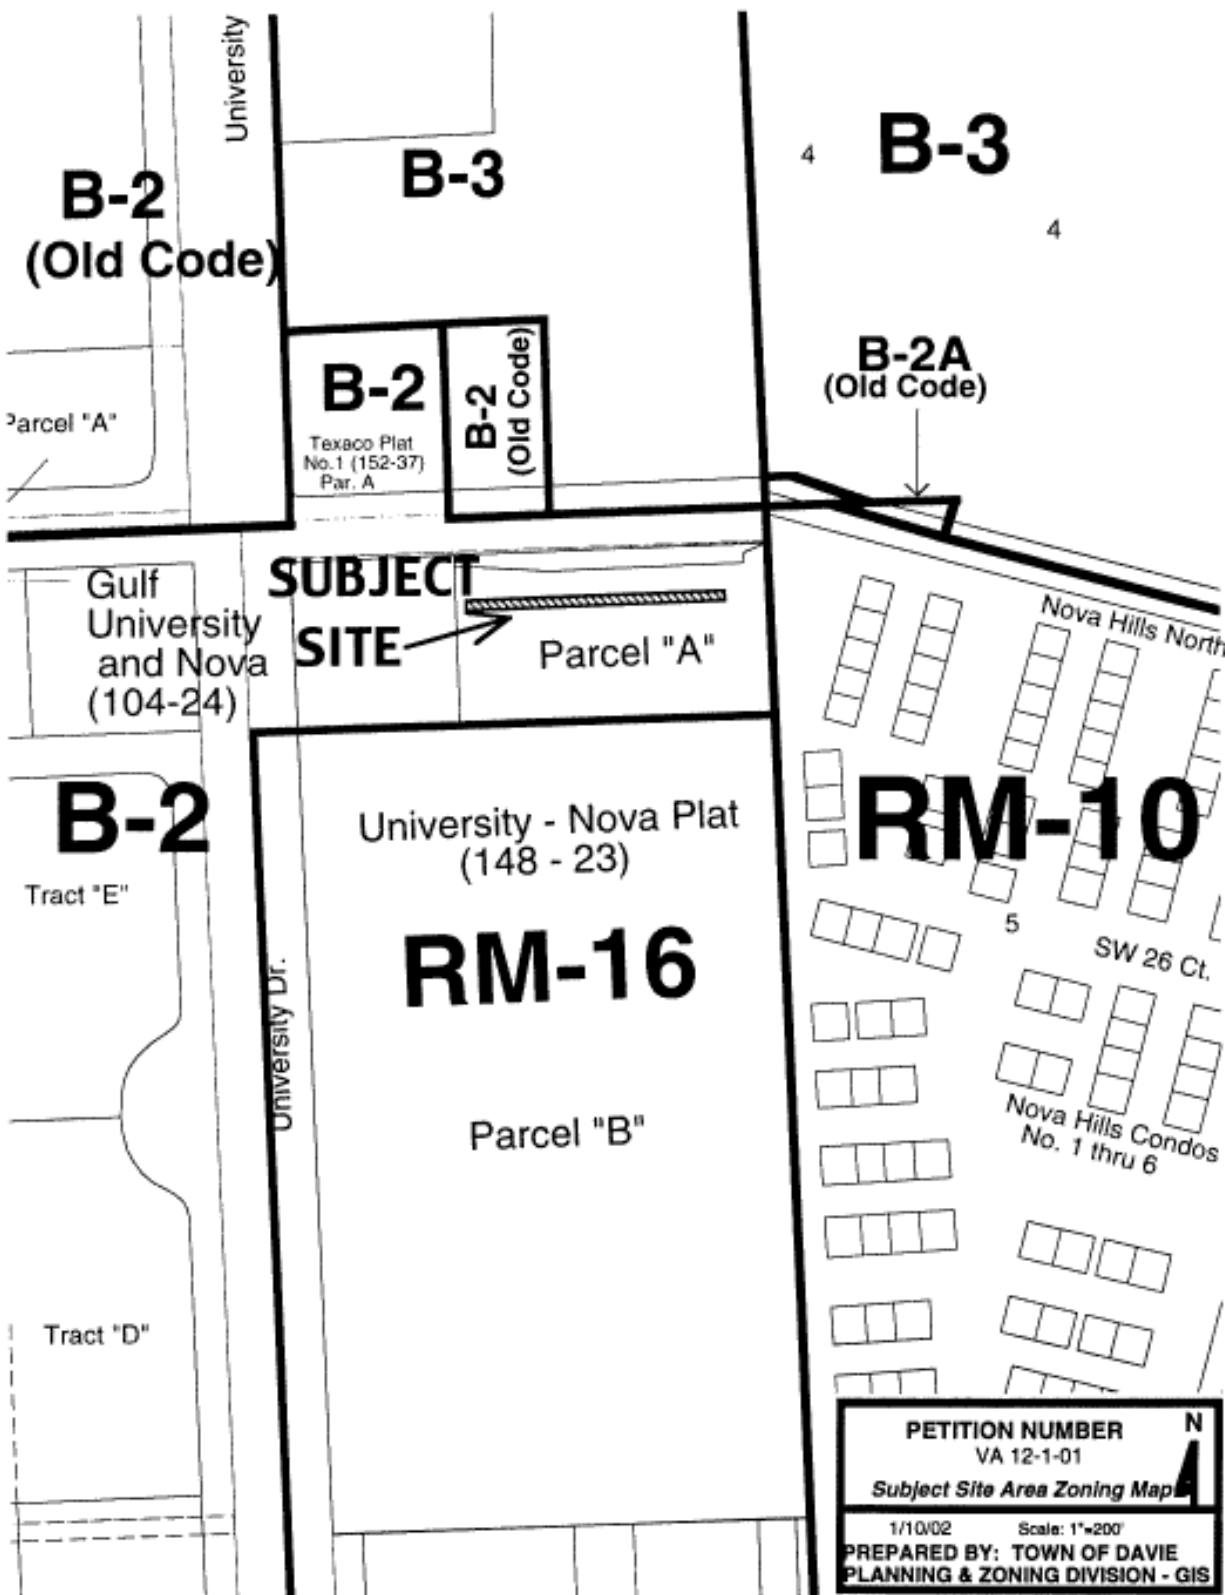 University
B-2
(Old Code)
B-3
4
B-3
4
B-2A
(Old Code)
B-2
B-2
(Old Code)
Texaco Plat
No.1 (152-37)
Par. A
Parcel "A"
SUBJECT
SITE
Gulf
University
and Nova
(104-24)
Parcel "A"
Nova Hills North
B-2
University - Nova Plat
(148 - 23)
RM-10
Tract "E"
RM-16
5
SW 26 Ct.
University Dr.
Parcel "B"
Nova Hills Condos
No. 1 thru 6
Tract "D"
PETITION NUMBER
N
VA 12-1-01
Subject Site Area Zoning Map
1/10/02 Scale: 1"=200'
PREPARED BY: TOWN OF DAVIE
PLANNING & ZONING DIVISION - GIS